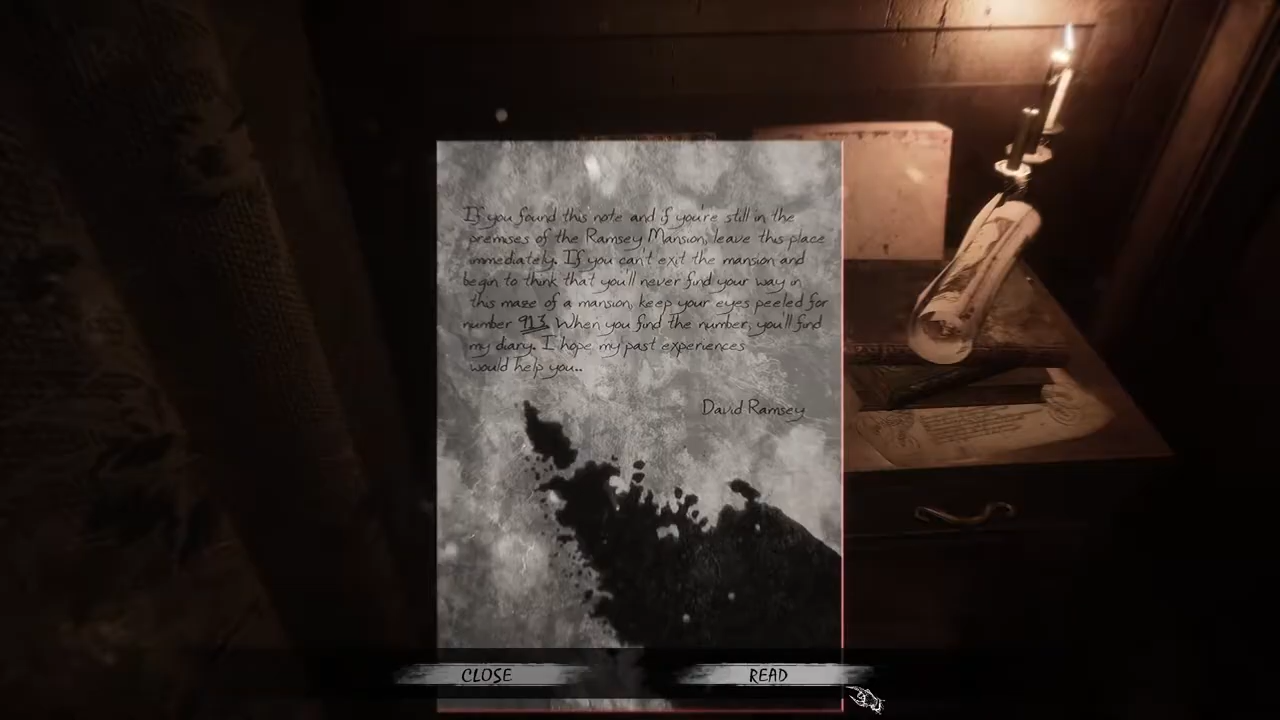 If you found this note and if you're still in the
premises of the Ramsey Mansion, leave this place
immediately. If you can't exit the mansion and
begin to think that you'll never find your way in
this maze of a mansion, keep your eyes peeled for
number 913. When you find the number, you'll find
my diary. I hope my past experiences
would help you..
David Ramsey
CLOSE
READ